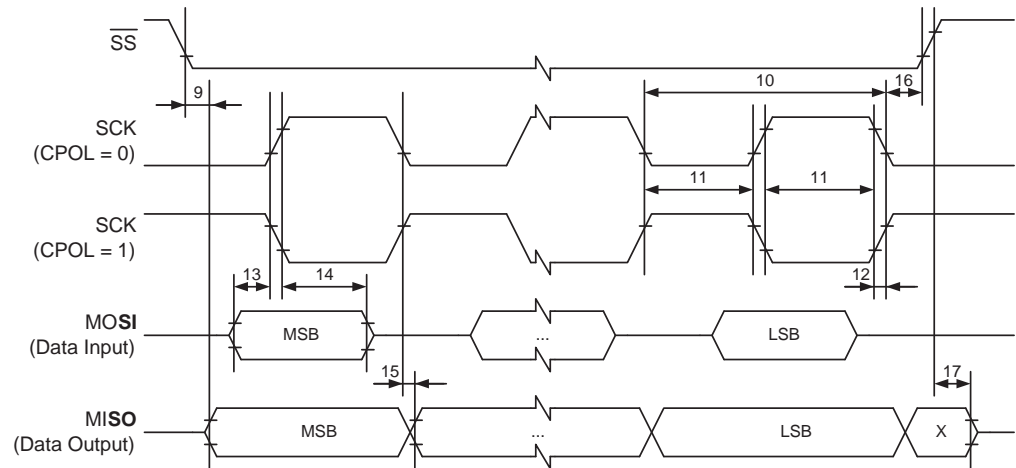 SS
10
16
9
SCK
(CPOL = 0)
11
11
SCK
(CPOL = 1)
13
14
12
MOSI
(Data Input)
MSB
...
LSB
15
17
MISO
(Data Output)
MSB
...
LSB
X